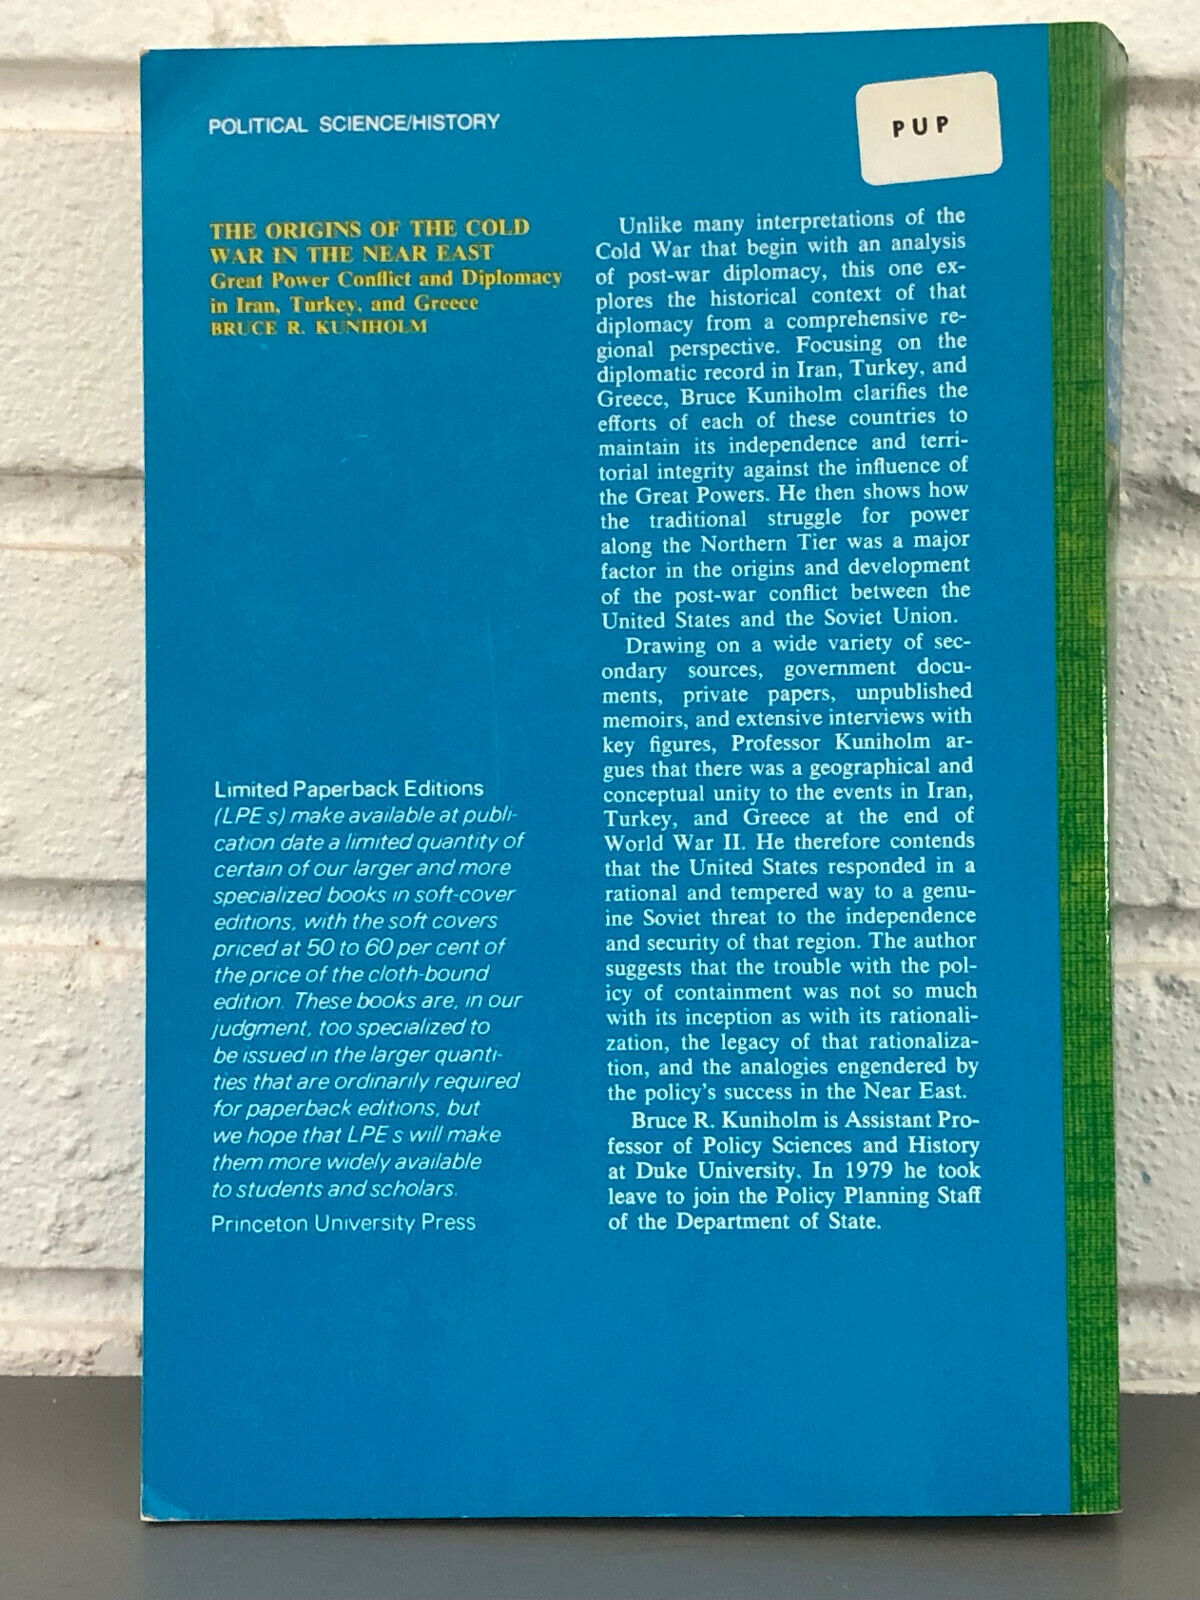 POLITICAL SCIENCE/HISTORY
PUP
THE ORIGINS OF THE COLD
WAR IN THE NEAR EAST
Great Power Conflict and Diplomacy
in Iran, Turkey, and Greece
BRUCE R. KUNIHOLM
Limited Paperback Editions
(LPE s) make available at publi-
cation date a limited quantity of
certain of our larger and more
specialized books in soft-cover
editions, with the soft covers
priced at 50 to 60 per cent of
the price of the cloth-bound
edition. These books are, in our
judgment, too specialized to
be issued in the larger quanti-
ties that are ordinarily required
for paperback editions, but
we hope that LPE s will make
them more widely available
to students and scholars.
Princeton University Press
Unlike many interpretations of the
Cold War that begin with an analysis
of post-war diplomacy, this one ex-
plores the historical context of that
diplomacy from a comprehensive re-
gional perspective. Focusing on the
diplomatic record in Iran, Turkey, and
Greece, Bruce Kuniholm clarifies the
efforts of each of these countries to
maintain its independence and terri-
torial integrity against the influence of
the Great Powers. He then shows how
the traditional struggle for power
along the Northern Tier was a major
factor in the origins and development
of the post-war conflict between the
United States and the Soviet Union.
Drawing on a wide variety of sec-
ondary sources, government docu-
ments, private papers, unpublished
memoirs, and extensive interviews with
key figures, Professor Kuniholm ar-
gues that there was a geographical and
conceptual unity to the events in Iran,
Turkey, and Greece at the end of
World War II. He therefore contends
that the United States responded in a
rational and tempered way to a genu-
ine Soviet threat to the independence
and security of that region. The author
suggests that the trouble with the pol-
icy of containment was not so much
with its inception as with its rationali-
zation, the legacy of that rationaliza-
tion, and the analogies engendered by
the policy's success in the Near East.
Bruce R. Kuniholm is Assistant Pro-
fessor of Policy Sciences and History
at Duke University. In 1979 he took
leave to join the Policy Planning Staff
of the Department of State.